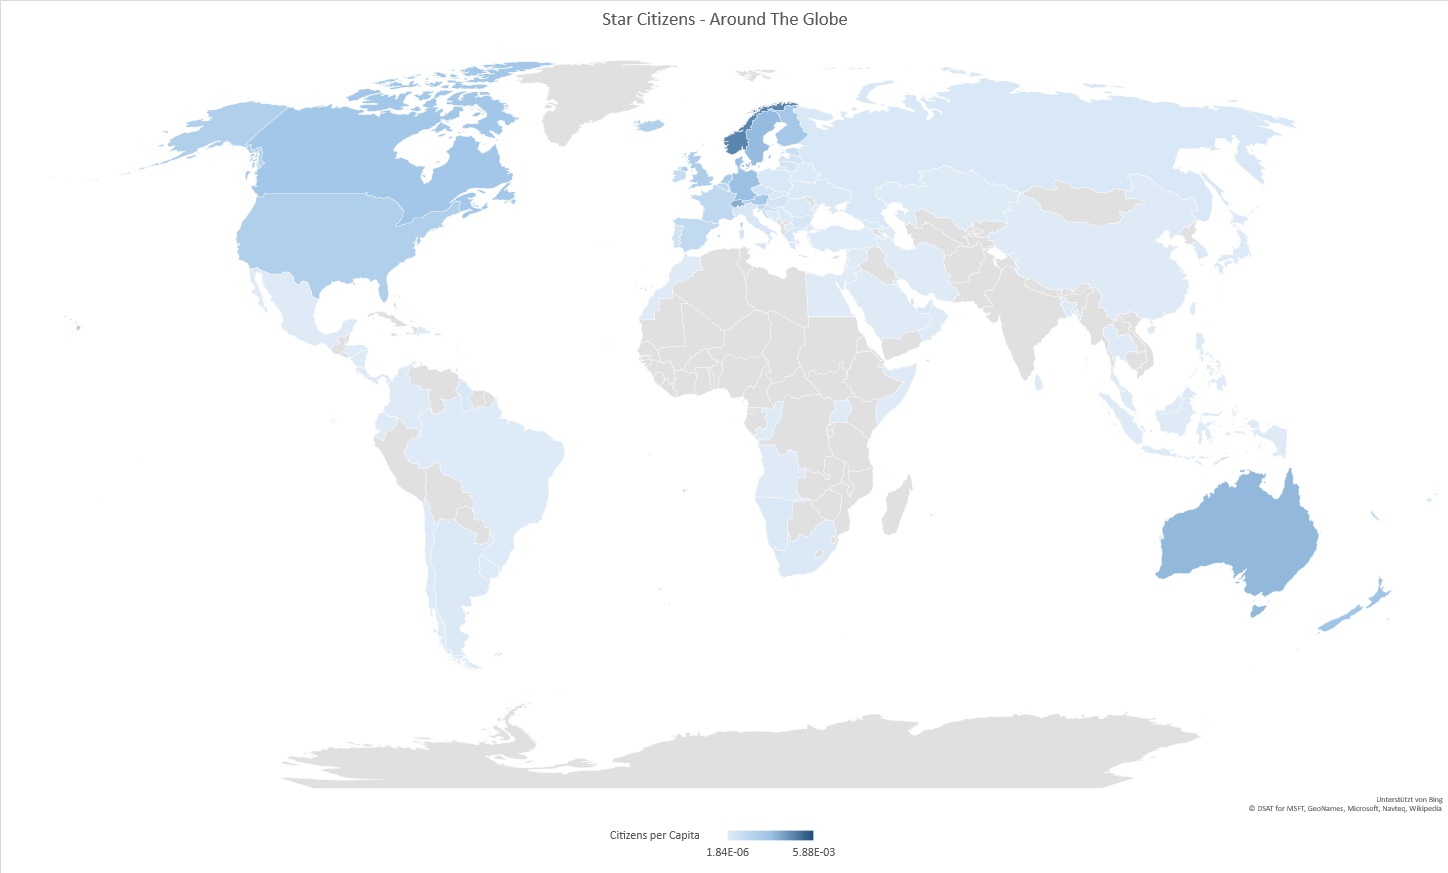 Star Citizens - Around The Globe
Unterstützt von Bing
© DSAT for MSFT, GeoNames, Microsoft, Navteq, Wikipedia
Citizens per Capita
1.84E-06 5.88E-03